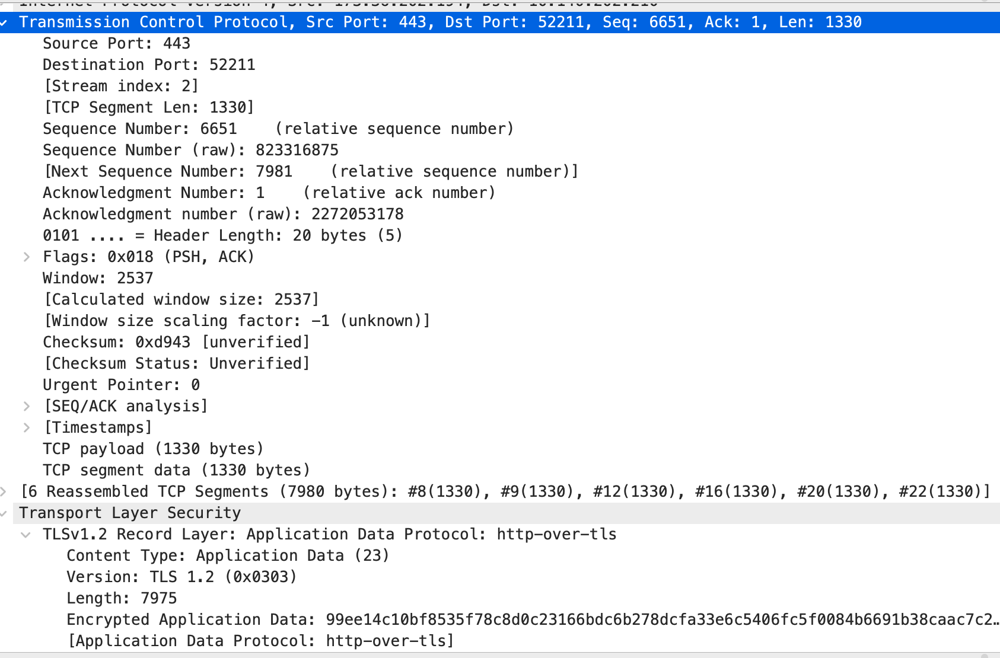 Transmission Control Protocol, Src Port: 443, Dst Port: 52211, Seq: 6651, Ack: 1, Len: 1330
Source Port: 443
Destination Port: 52211
[Stream index: 2]
[TCP Segment Len: 1330]
Sequence Number: 6651    (relative sequence number)
Sequence Number (raw): 823316875
[Next Sequence Number: 7981    (relative sequence number)]
Acknowledgment Number: 1    (relative ack number)
Acknowledgment number (raw): 2272053178
0101 .... = Header Length: 20 bytes (5)
Flags: 0x018 (PSH, ACK)
Window: 2537
[Calculated window size: 2537]
[Window size scaling factor: -1 (unknown)]
Checksum: 0xd943 [unverified]
[Checksum Status: Unverified]
Urgent Pointer: 0
[SEQ/ACK analysis]
[Timestamps]
TCP payload (1330 bytes)
TCP segment data (1330 bytes)
[6 Reassembled TCP Segments (7980 bytes): #8(1330), #9(1330), #12(1330), #16(1330), #20(1330), #22(1330)]
Transport Layer Security
TLSv1.2 Record Layer: Application Data Protocol: http-over-tls
Content Type: Application Data (23)
Version: TLS 1.2 (0x0303)
Length: 7975
Encrypted Application Data: 99ee14c10bf8535f78c8d0c23166bdc6b278dcfa33e6c5406fc5f0084b6691b38caac7c2…
[Application Data Protocol: http-over-tls]